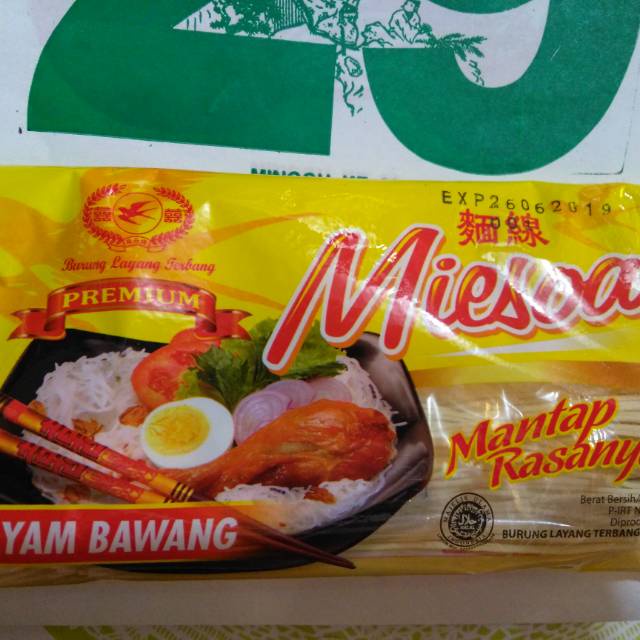 29
EXP26062019
麵線
Miesoa
Burung Layang Terbang
PREMIUM
Mantap
Rasany
YAM BAWANG
Berat Bersih/
P-IRT N
Diproc
BURUNG LAYANG TERBANG